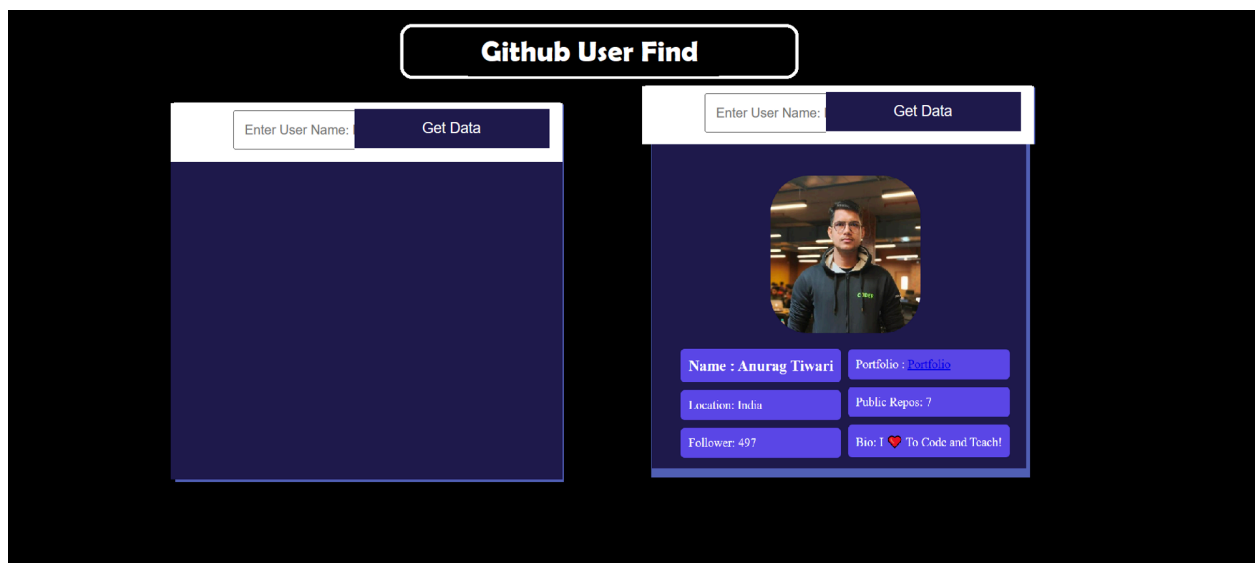 Github User Find
Enter User Name:
Get Data
Enter User Name:
Get Data
Name : Anurag Tiwari
Location: India
Follower: 497
Portfolio : Portfolio
Public Repos: 7
Bio: I ❤️ To Code and Teach!